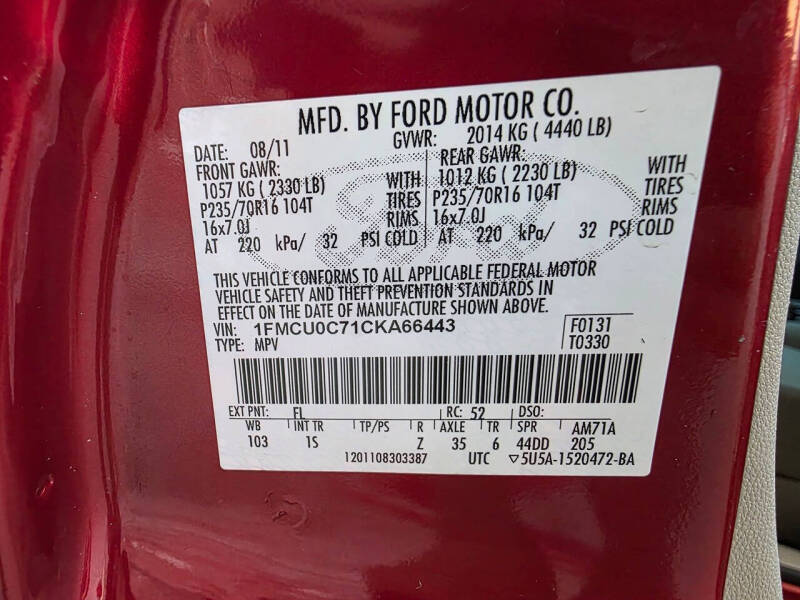 MFD. BY FORD MOTOR CO.
DATE: 08/11 GVWR: 2014 KG ( 4440 LB)
FRONT GAWR: REAR GAWR:
1057 KG ( 2330 LB) WITH 1012 KG ( 2230 LB) WITH
P235/70R16 104T TIRES P235/70R16 104T TIRES
16x7.0J RIMS 16x7.0J RIMS
AT 220 kPa/ 32 PSI COLD AT 220 kPa/ 32 PSI COLD
THIS VEHICLE CONFORMS TO ALL APPLICABLE FEDERAL MOTOR
VEHICLE SAFETY AND THEFT PREVENTION STANDARDS IN
EFFECT ON THE DATE OF MANUFACTURE SHOWN ABOVE.
VIN: 1FMCU0C71CKA66443 F0131
TYPE: MPV T0330
EXT PNT: FL RC: 52 DSO:
WB INT TR TP/PS R AXLE TR SPR AM71A
103 1S Z 35 6 44DD 205
1201108303387 UTC ▽5U5A-1520472-BA